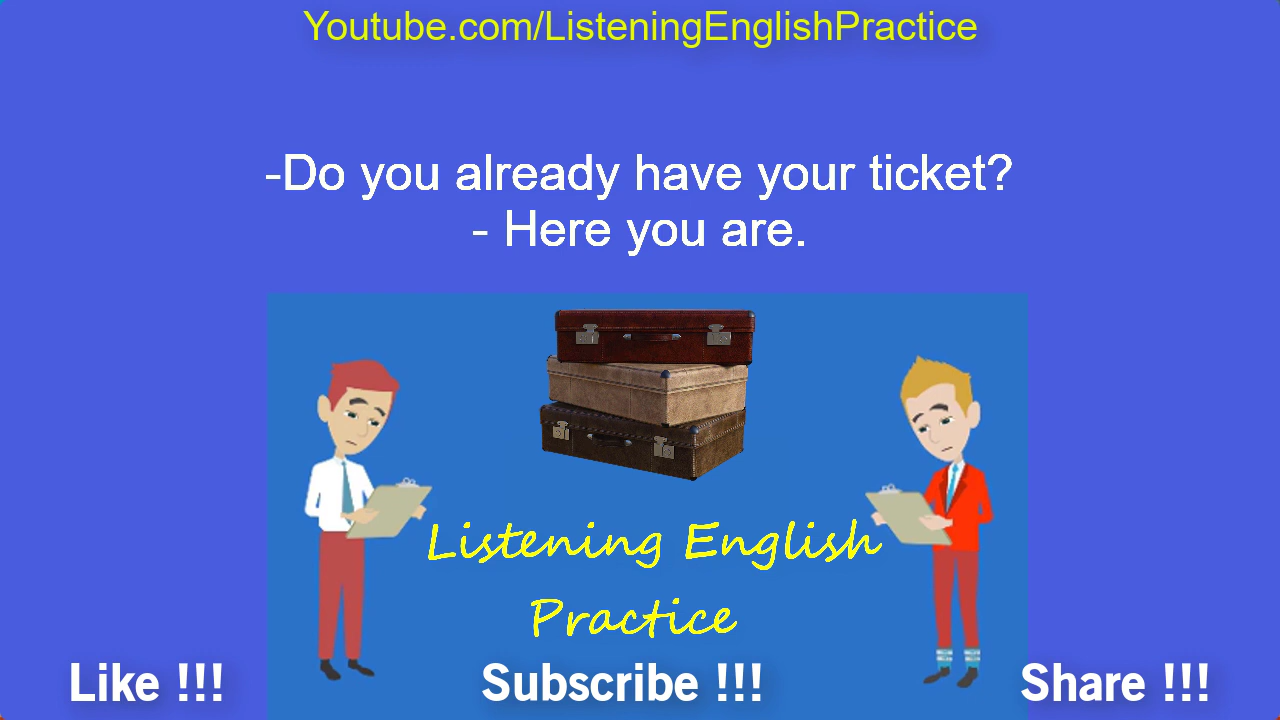 Youtube.com/ListeningEnglishPractice
-Do you already have your ticket?
- Here you are.
Listening English
Practice
Like !!!
Subscribe !!!
Share !!!